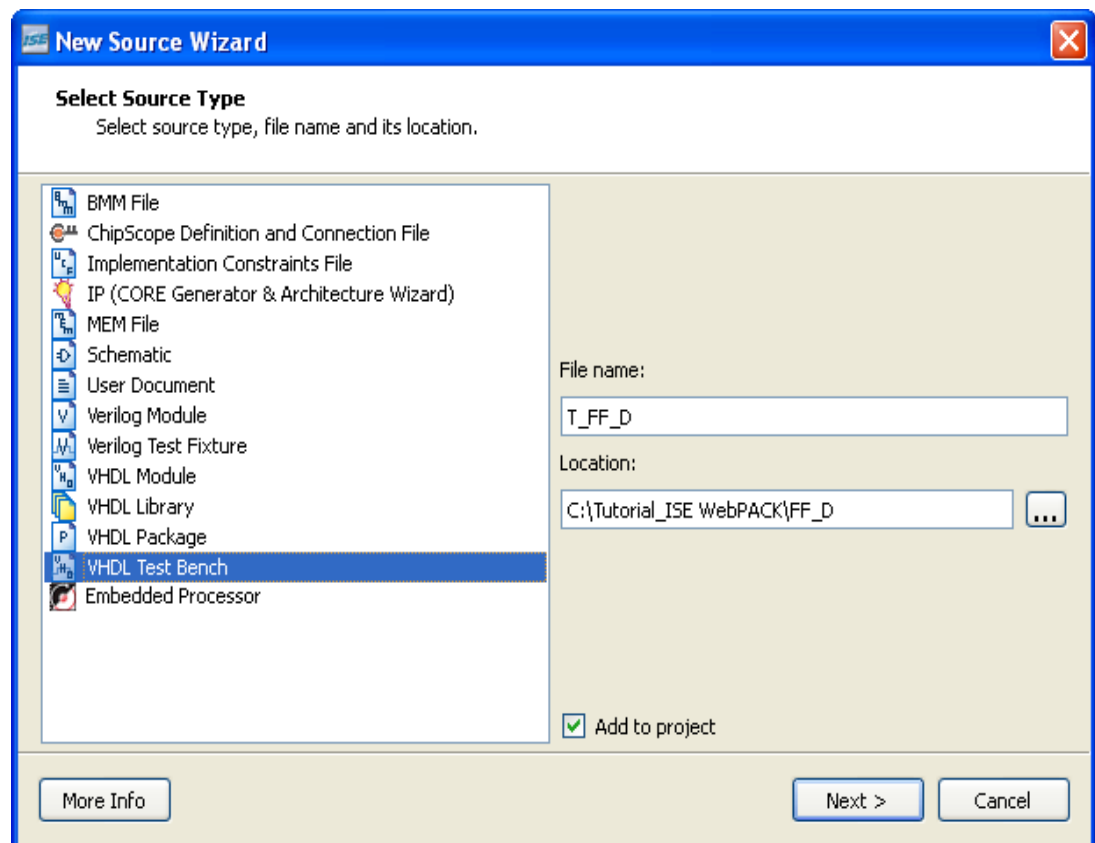 ISE New Source Wizard
Select Source Type
Select source type, file name and its location.
BMM File
ChipScope Definition and Connection File
Implementation Constraints File
IP (CORE Generator & Architecture Wizard)
MEM File
Schematic
User Document
Verilog Module
Verilog Test Fixture
VHDL Module
VHDL Library
VHDL Package
VHDL Test Bench
Embedded Processor
File name:
T_FF_D
Location:
C:\Tutorial_ISE WebPACK\FF_D
...
Add to project
More Info
Next >
Cancel